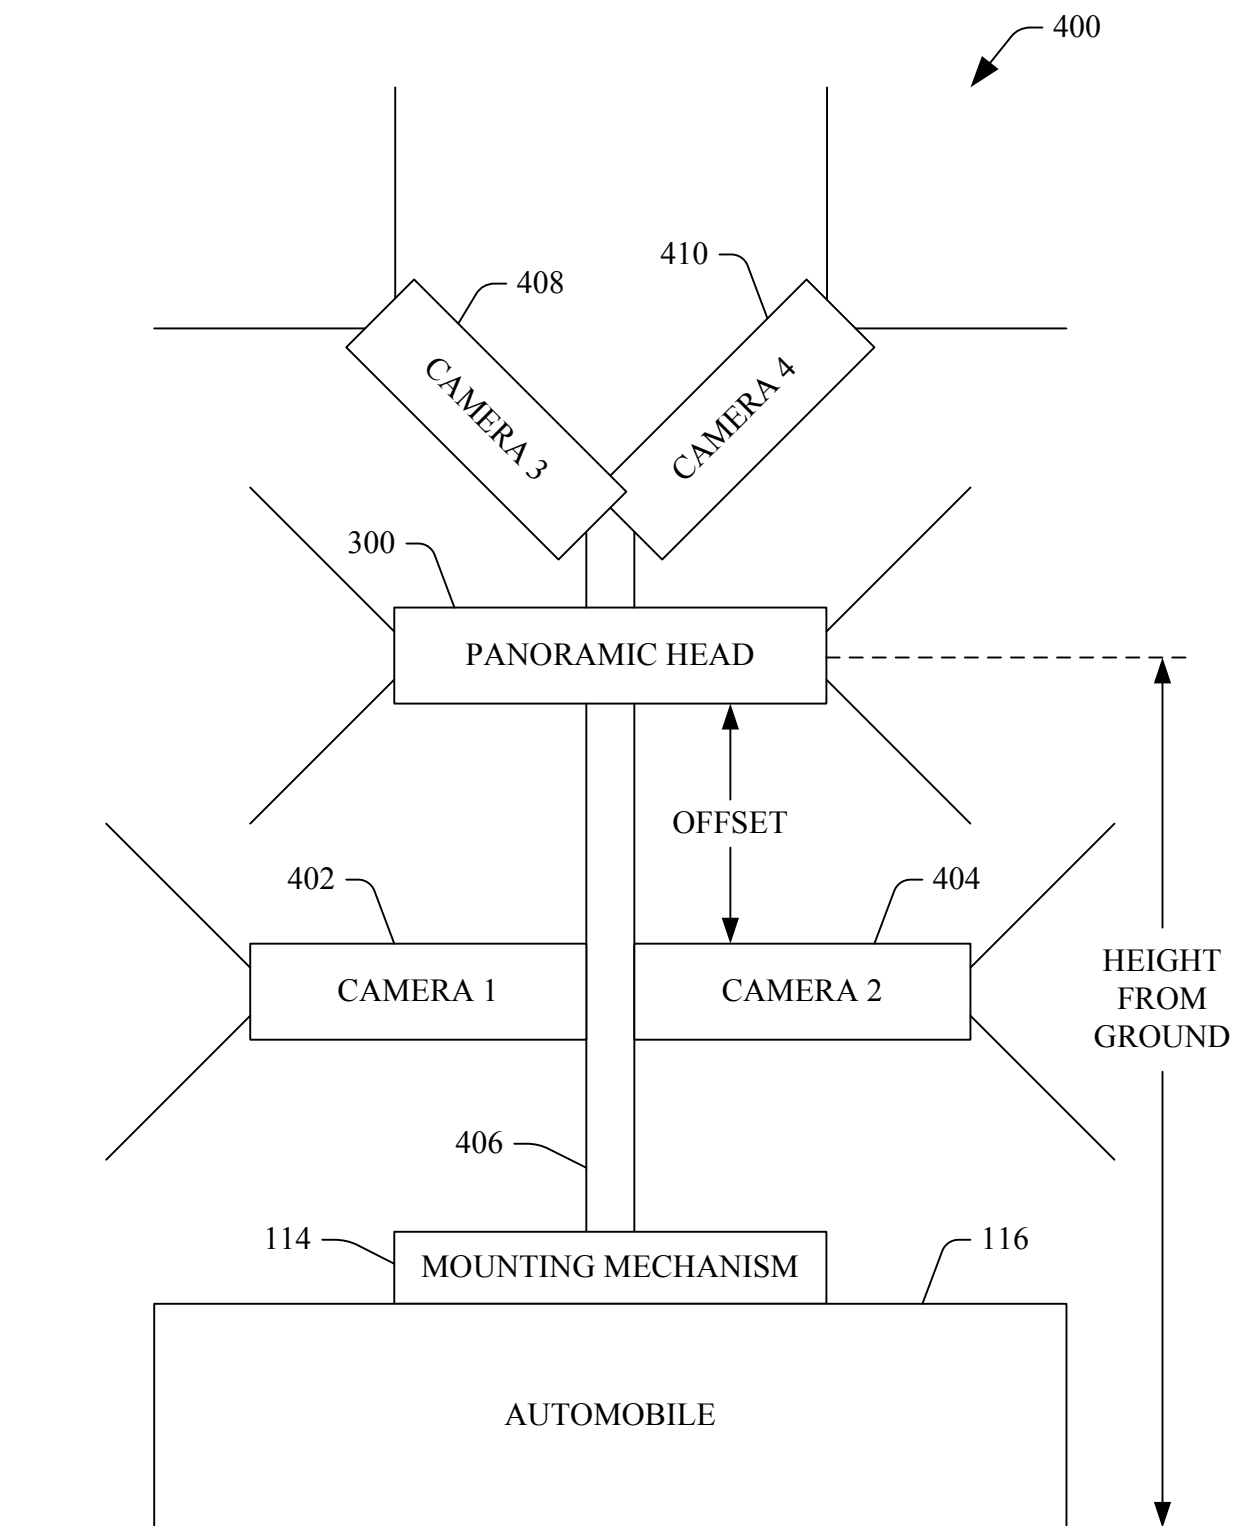 400
410
408
CAMERA 3
CAMERA 4
300
PANORAMIC HEAD
OFFSET
402
404
CAMERA 1
CAMERA 2
HEIGHT
FROM
GROUND
406
114
116
MOUNTING MECHANISM
AUTOMOBILE